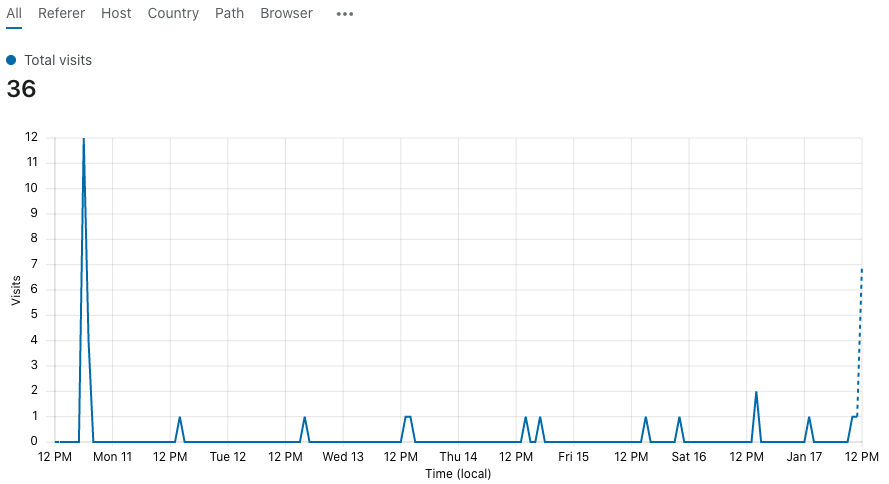 All Referer Host Country Path Browser •••
Total visits
36
12
11
10
9
8
7
6
5
4
3
2
1
0
Visits
12 PM Mon 11 12 PM Tue 12 12 PM Wed 13 12 PM Thu 14 12 PM Fri 15 12 PM Sat 16 12 PM Jan 17 12 PM
Time (local)